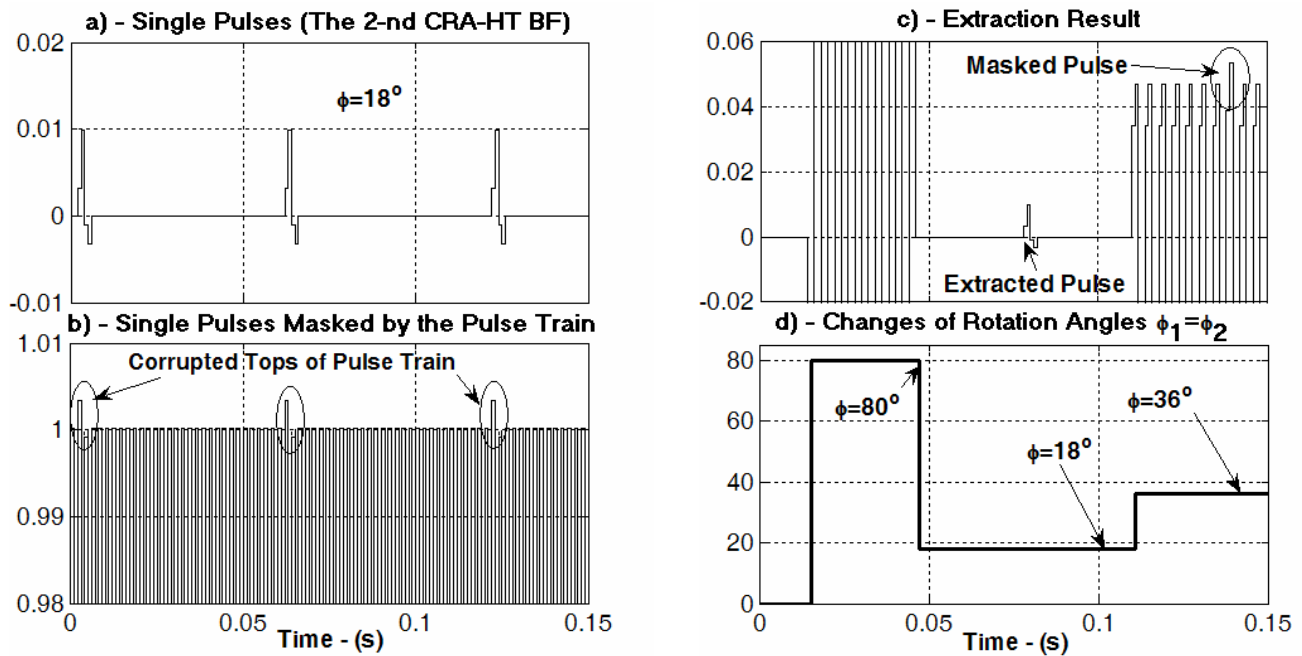 a) - Single Pulses (The 2-nd CRA-HT BF)
0.02
0.01
0
-0.01
ϕ=18°
b) - Single Pulses Masked by the Pulse Train
1.01
1
0.99
0.98
Corrupted Tops of Pulse Train
0
0.05
0.1
0.15
Time - (s)
c) - Extraction Result
0.06
0.04
0.02
0
-0.02
Masked Pulse
Extracted Pulse
d) - Changes of Rotation Angles ϕ₁=ϕ₂
80
60
40
20
0
ϕ=80°
ϕ=18°
ϕ=36°
0
0.05
0.1
0.15
Time - (s)